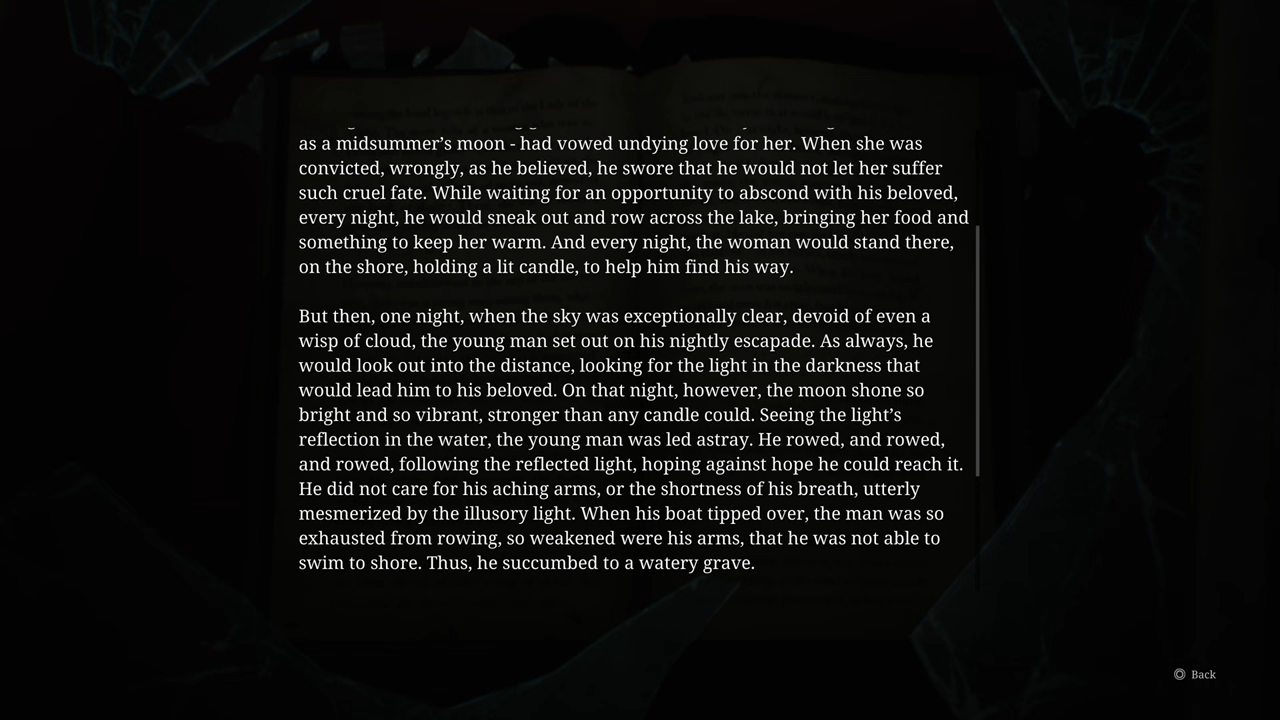 as a midsummer’s moon - had vowed undying love for her. When she was
convicted, wrongly, as he believed, he swore that he would not let her suffer
such cruel fate. While waiting for an opportunity to abscond with his beloved,
every night, he would sneak out and row across the lake, bringing her food and
something to keep her warm. And every night, the woman would stand there,
on the shore, holding a lit candle, to help him find his way.
But then, one night, when the sky was exceptionally clear, devoid of even a
wisp of cloud, the young man set out on his nightly escapade. As always, he
would look out into the distance, looking for the light in the darkness that
would lead him to his beloved. On that night, however, the moon shone so
bright and so vibrant, stronger than any candle could. Seeing the light’s
reflection in the water, the young man was led astray. He rowed, and rowed,
and rowed, following the reflected light, hoping against hope he could reach it.
He did not care for his aching arms, or the shortness of his breath, utterly
mesmerized by the illusory light. When his boat tipped over, the man was so
exhausted from rowing, so weakened were his arms, that he was not able to
swim to shore. Thus, he succumbed to a watery grave.
Back